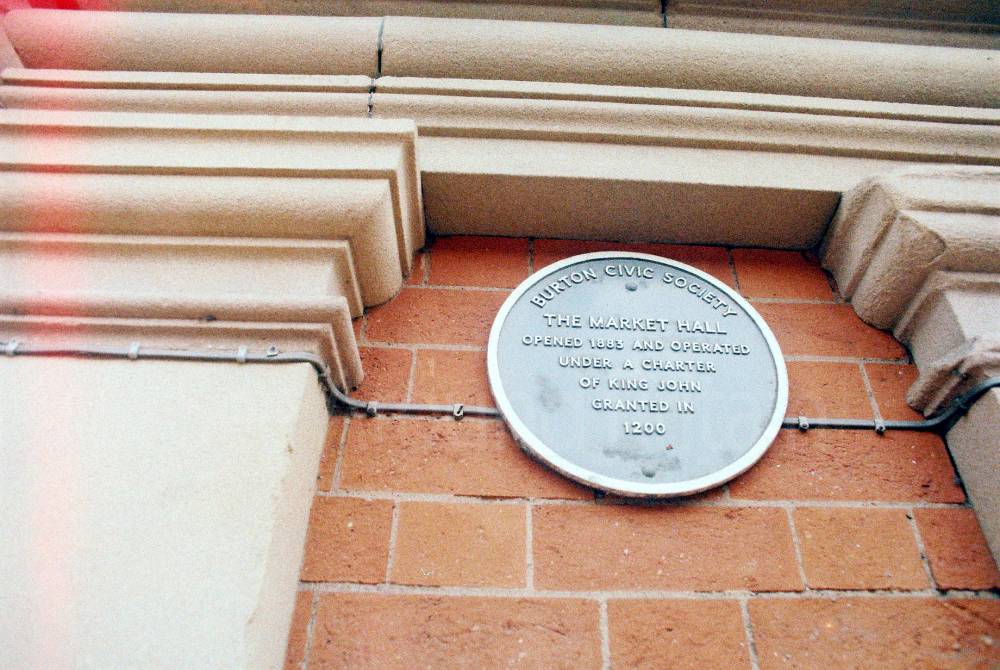 BURTON CIVIC SOCIETY
THE MARKET HALL
OPENED 1883 AND OPERATED
UNDER A CHARTER
OF KING JOHN
GRANTED IN
1200